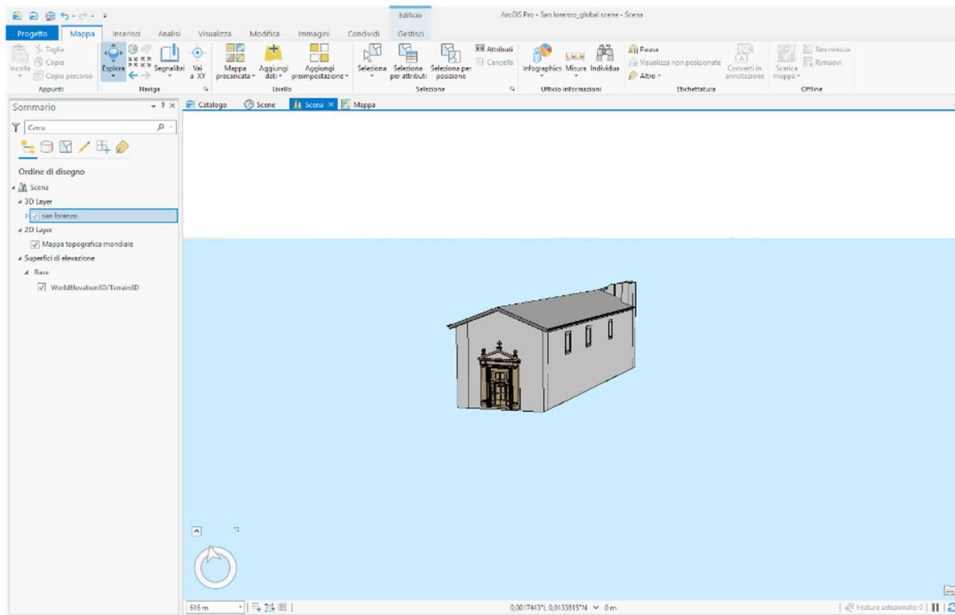 Edificio
ArcGIS Pro - San lorenzo_global scene - Scena
Progetto Mappa Inserisci Analisi Visualizza Modifica Immagini Condividi Gestisci
Incolla
Taglia
Copia
Copia percorso
Esplora
Segnalibri
Vai a XY
Mappa precaricata
Aggiungi dati
Aggiungi preimpostazione
Seleziona
Seleziona per attributi
Seleziona per posizione
Attributi
Cancella
Infographics
Misura
Individua
Pausa
Visualizza non posizionate
Altro
Converti in annotazione
Scarica mappa
Sincronizza
Rimuovi
Appunti Naviga Livello Selezione Ufficio informazioni Etichettatura Offline
Sommario
Catalogo Scene Scena Mappa
Cerca
Ordine di disegno
Scena
3D Layer
san lorenzo
2D Layer
Mappa topografica mondiale
Superfici di elevazione
Base
WorldElevation3D/Terrain3D
616 m
0,0017443°E 0,0133815°N
0 m
Feature selezionate: 0